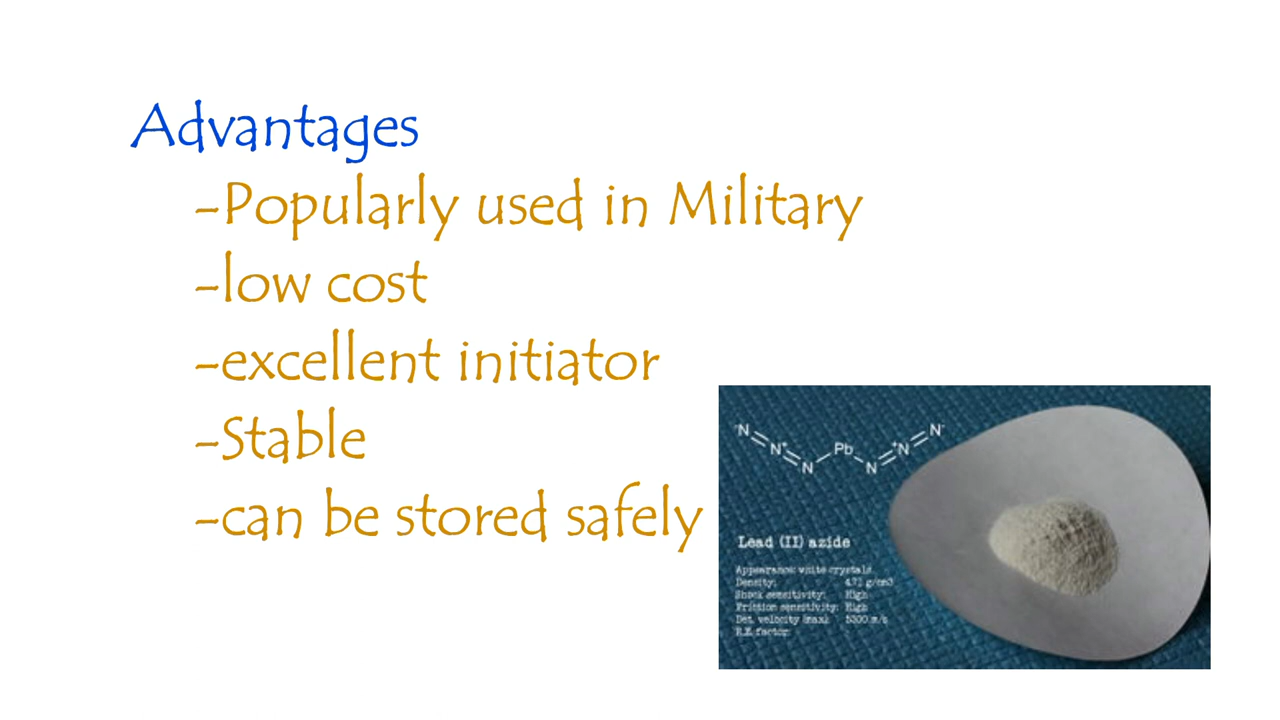 Advantages
-Popularly used in Military
-low cost
-excellent initiator
-Stable
-can be stored safely
-N N+ N Pb N +N N-
Lead (II) azide
Appearance: white crystals
Density: 4.71 g/cm3
Shock sensitivity: High
Friction sensitivity: High
Det. velocity (max): 5300 m/s
R.E. factor: